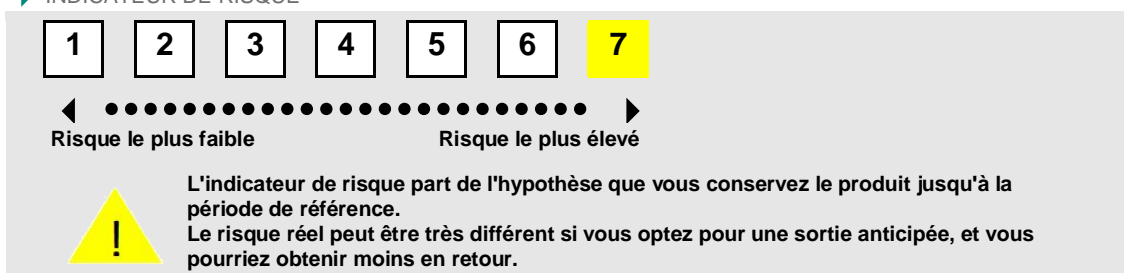 INDICATEUR DE RISQUE
1 2 3 4 5 6 7
Risque le plus faible Risque le plus élevé
L'indicateur de risque part de l'hypothèse que vous conservez le produit jusqu'à la
période de référence.
Le risque réel peut être très différent si vous optez pour une sortie anticipée, et vous
pourriez obtenir moins en retour.
!